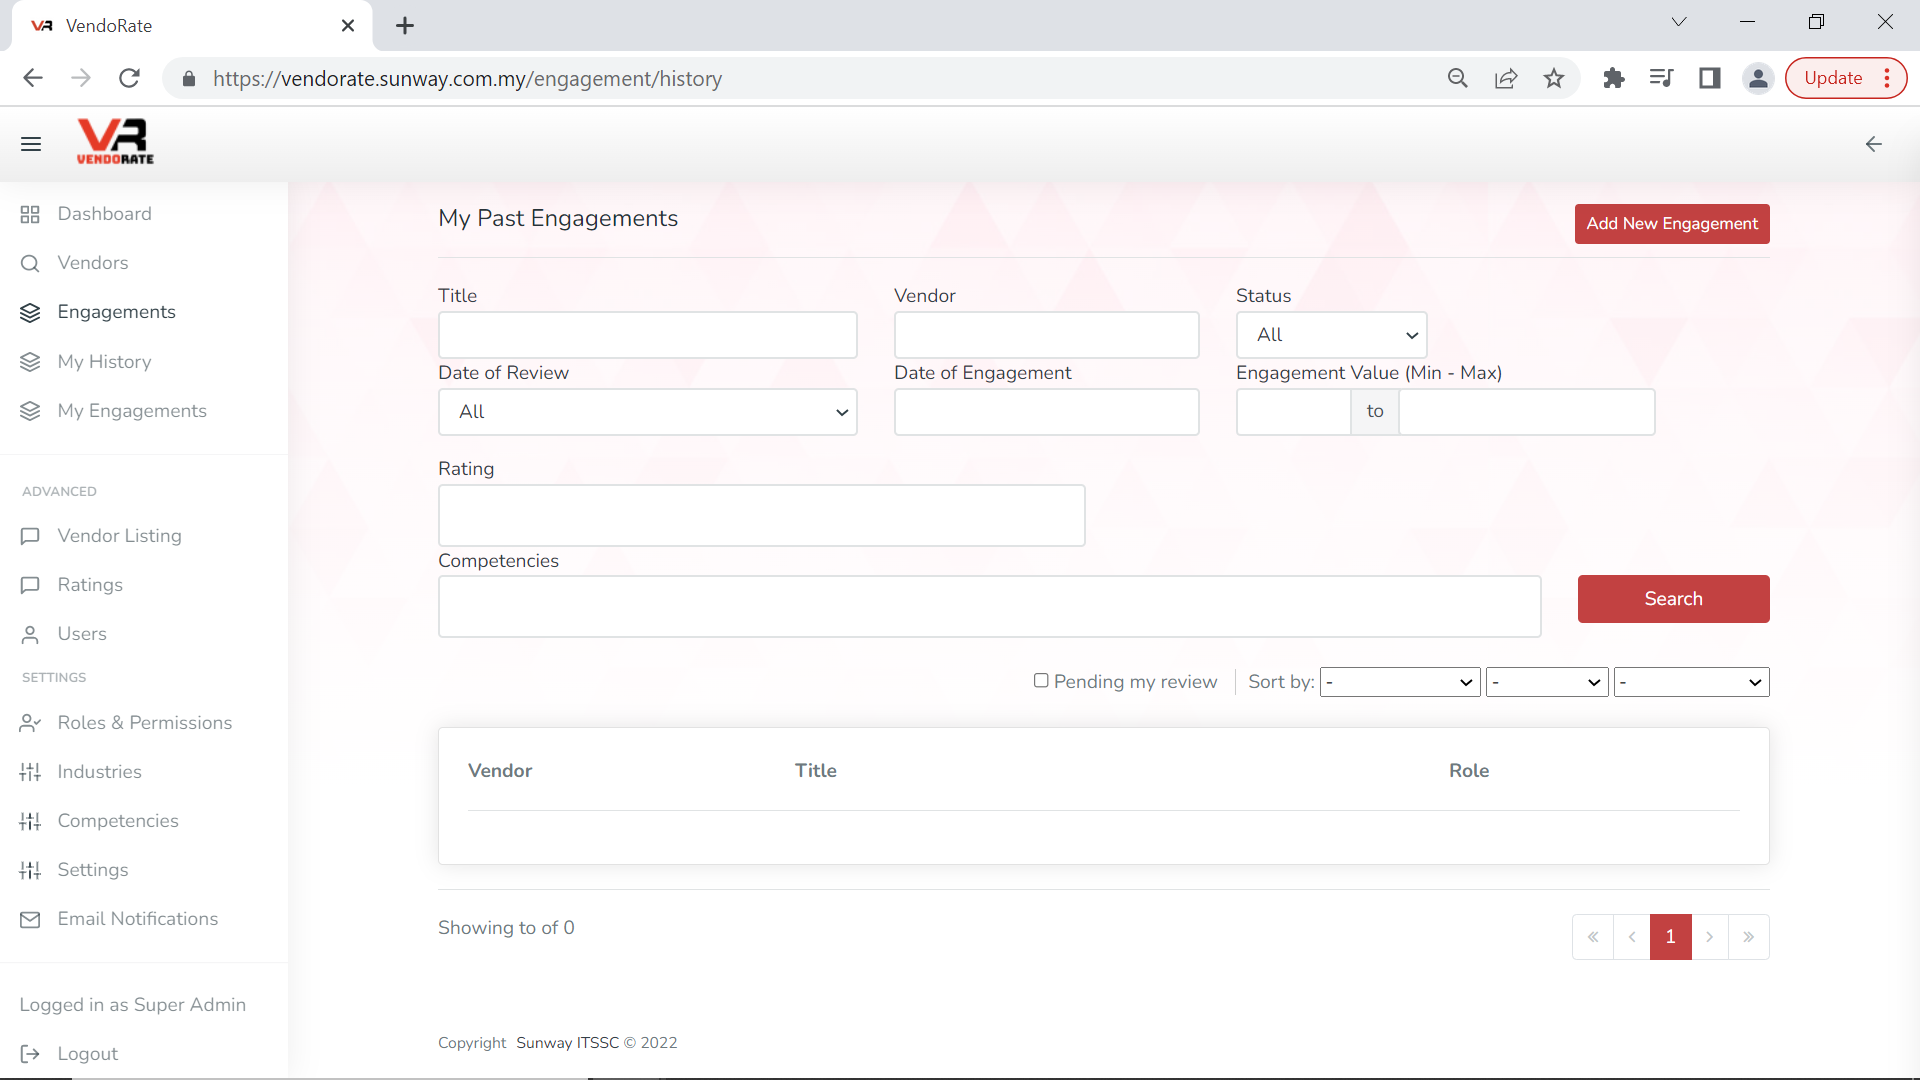 VR VendoRate
https://vendorate.sunway.com.my/engagement/history
Update
VR
VENDORATE
Dashboard
Vendors
Engagements
My History
My Engagements
ADVANCED
Vendor Listing
Ratings
Users
SETTINGS
Roles & Permissions
Industries
Competencies
Settings
Email Notifications
Logged in as Super Admin
Logout
My Past Engagements
Add New Engagement
Title Vendor Status
All
Date of Review Date of Engagement Engagement Value (Min - Max)
All to
Rating
Competencies
Search
Pending my review Sort by: - - -
Vendor Title Role
Showing to of 0
« ‹ 1 › »
Copyright Sunway ITSSC © 2022